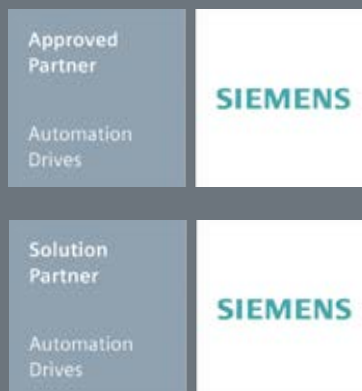 Approved
Partner
SIEMENS
Automation
Drives
Solution
Partner
SIEMENS
Automation
Drives